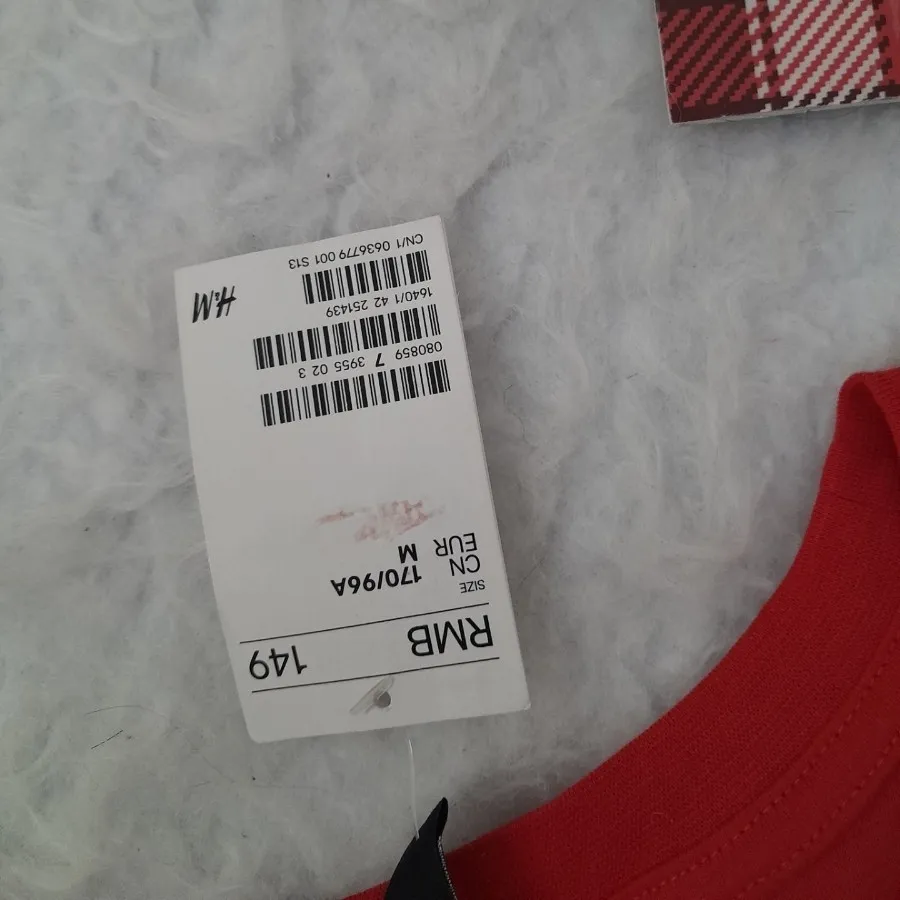 RMB 149
SIZE
CN 170/96A
EUR M
080859 7 3955 02 3
1640/1 42 251439
CN/1 0636779 001 S13
H&M